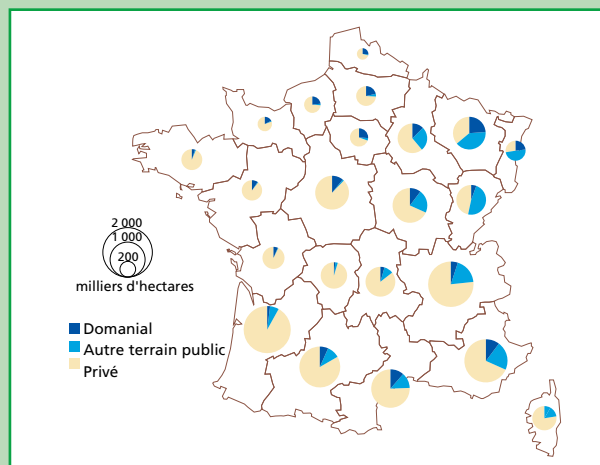 2 000
1 000
200
milliers d'hectares
Domanial
Autre terrain public
Privé